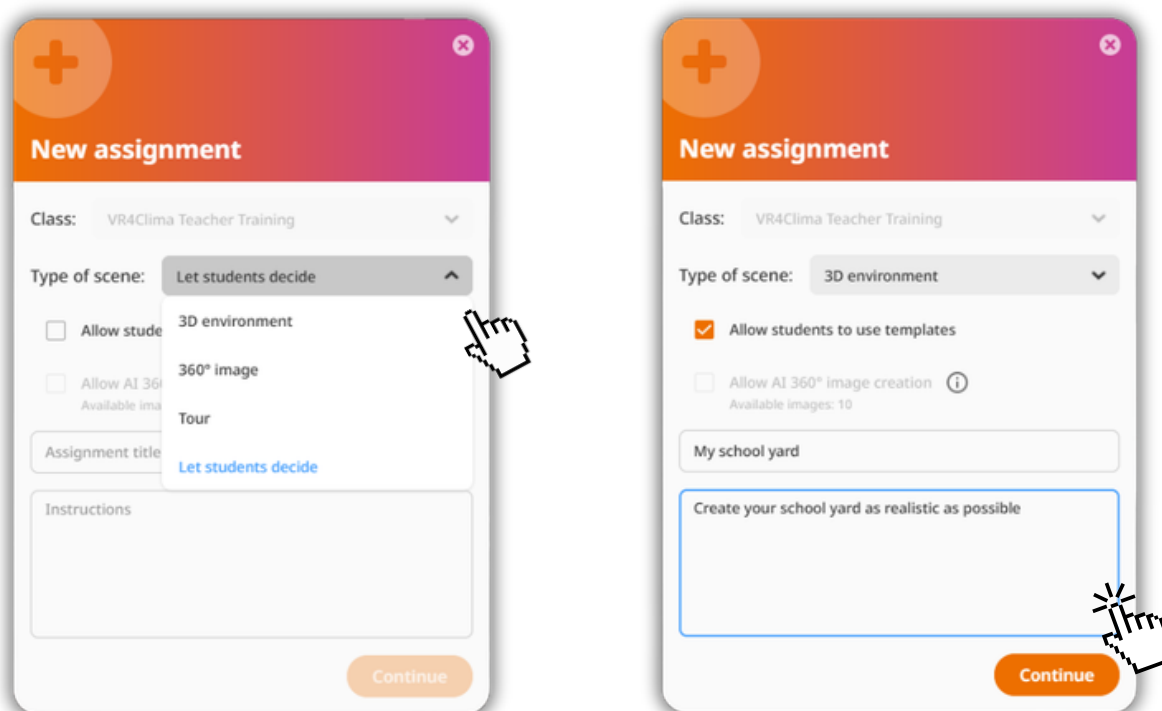 New assignment
Class: VR4Clima Teacher Training
Type of scene: Let students decide
3D environment
Allow stude
360° image
Allow AI 36
Available ima
Tour
Assignment title
Let students decide
Instructions
Continue
New assignment
Class: VR4Clima Teacher Training
Type of scene: 3D environment
Allow students to use templates
Allow AI 360° image creation
Available images: 10
My school yard
Create your school yard as realistic as possible
Continue